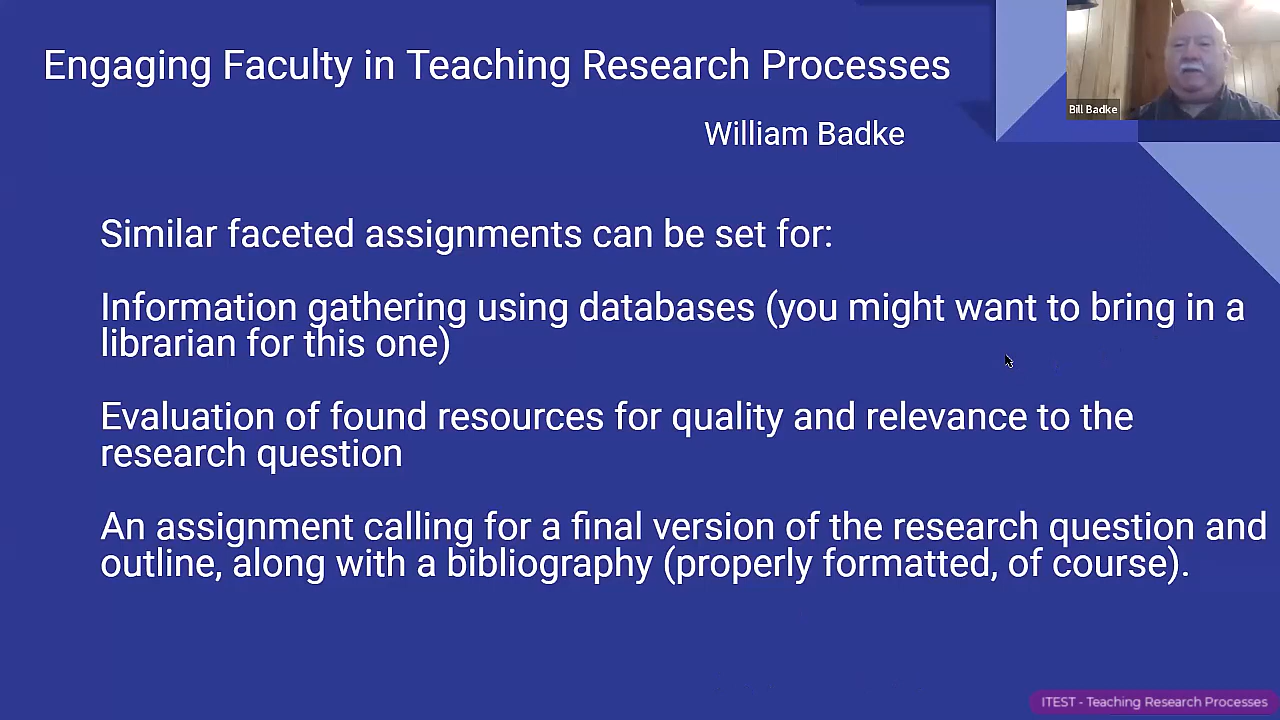 Engaging Faculty in Teaching Research Processes
William Badke
Bill Badke
Similar faceted assignments can be set for:
Information gathering using databases (you might want to bring in a
librarian for this one)
Evaluation of found resources for quality and relevance to the
research question
An assignment calling for a final version of the research question and
outline, along with a bibliography (properly formatted, of course).
ITEST - Teaching Research Processes